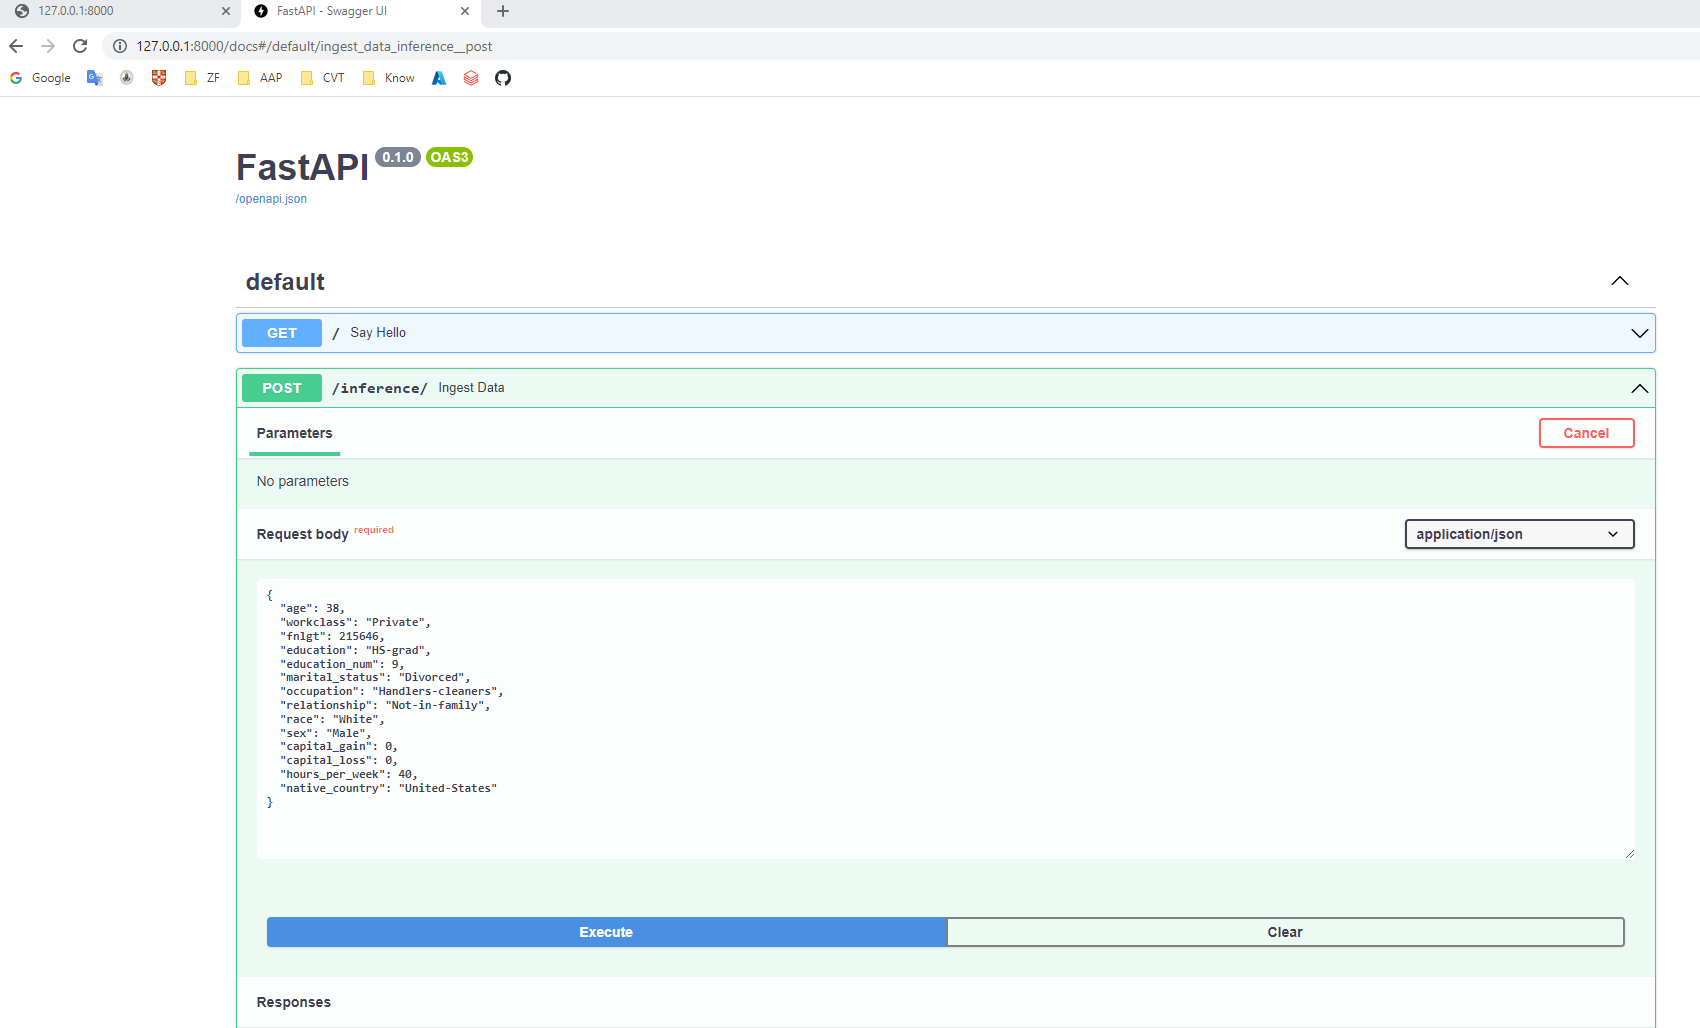 127.0.0.1:8000
FastAPI - Swagger UI
127.0.0.1:8000/docs#/default/ingest_data_inference__post
Google ZF AAP CVT Know
FastAPI 0.1.0 OAS3
/openapi.json
default
GET / Say Hello
POST /inference/ Ingest Data
Parameters
Cancel
No parameters
Request body required
application/json
{
"age": 38,
"workclass": "Private",
"fnlgt": 215646,
"education": "HS-grad",
"education_num": 9,
"marital_status": "Divorced",
"occupation": "Handlers-cleaners",
"relationship": "Not-in-family",
"race": "White",
"sex": "Male",
"capital_gain": 0,
"capital_loss": 0,
"hours_per_week": 40,
"native_country": "United-States"
}
Execute
Clear
Responses